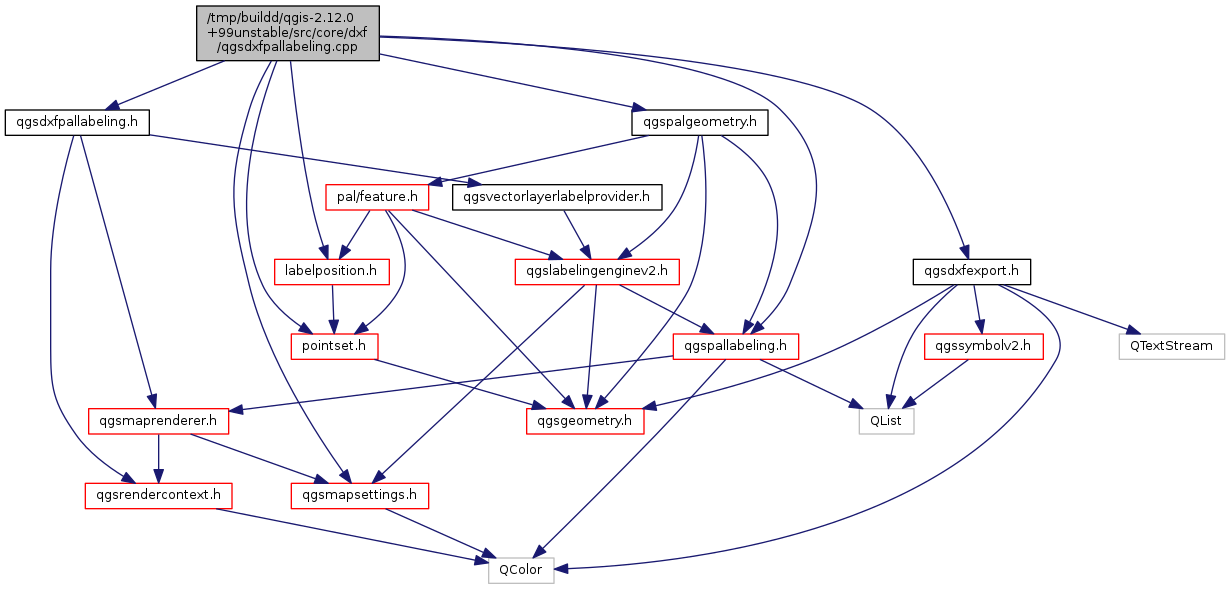 /tmp/buildd/qgis-2.12.0
+99unstable/src/core/dxf
/qgsdxfpallabeling.cpp
qgsdxfpallabeling.h
qgspalgeometry.h
pal/feature.h
qgsvectorlayerlabelprovider.h
labelposition.h
qgslabelingenginev2.h
qgsdxfexport.h
pointset.h
qgspallabeling.h
qgssymbolv2.h
QTextStream
qgsmaprenderer.h
qgsgeometry.h
QList
qgsrendercontext.h
qgsmapsettings.h
QColor